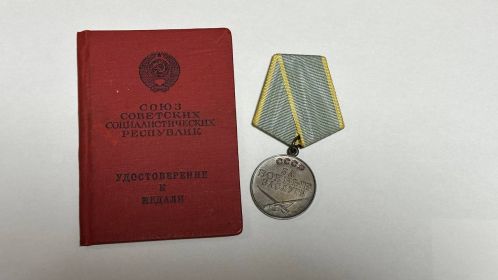 СОЮЗ
СОВЕТСКИХ
СОЦИАЛИСТИЧЕСКИХ
РЕСПУБЛИК
УДОСТОВЕРЕНИЕ
К
МЕДАЛИ
СССР
ЗА
БОЕВЫЕ
ЗАСЛУГИ